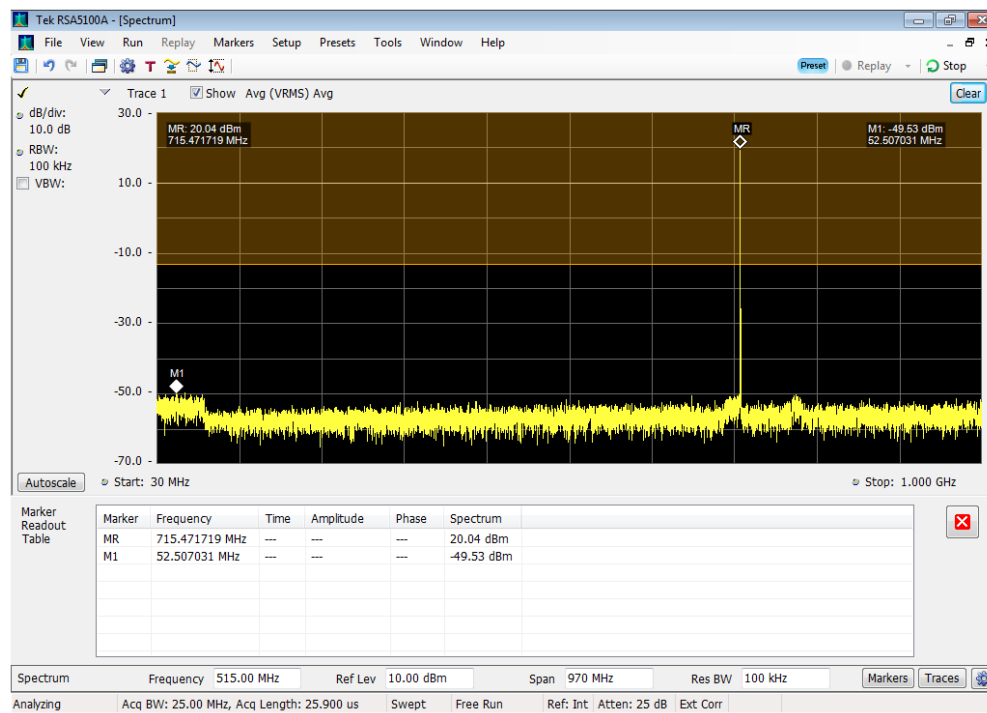 Tek RSA5100A - [Spectrum]
File View Run Replay Markers Setup Presets Tools Window Help
T Preset Replay Stop
Trace 1 Show Avg (VRMS) Avg Clear
dB/div:
10.0 dB
RBW:
100 kHz
VBW:
30.0
10.0
-10.0
-30.0
-50.0
-70.0
MR: 20.04 dBm
715.471719 MHz
MR
M1: -49.53 dBm
52.507031 MHz
M1
Autoscale Start: 30 MHz Stop: 1.000 GHz
Marker
Readout
Table
Marker Frequency Time Amplitude Phase Spectrum
MR 715.471719 MHz --- --- --- 20.04 dBm
M1 52.507031 MHz --- --- --- -49.53 dBm
Spectrum Frequency 515.00 MHz Ref Lev 10.00 dBm Span 970 MHz Res BW 100 kHz Markers Traces
Analyzing Acq BW: 25.00 MHz, Acq Length: 25.900 us Swept Free Run Ref: Int Atten: 25 dB Ext Corr